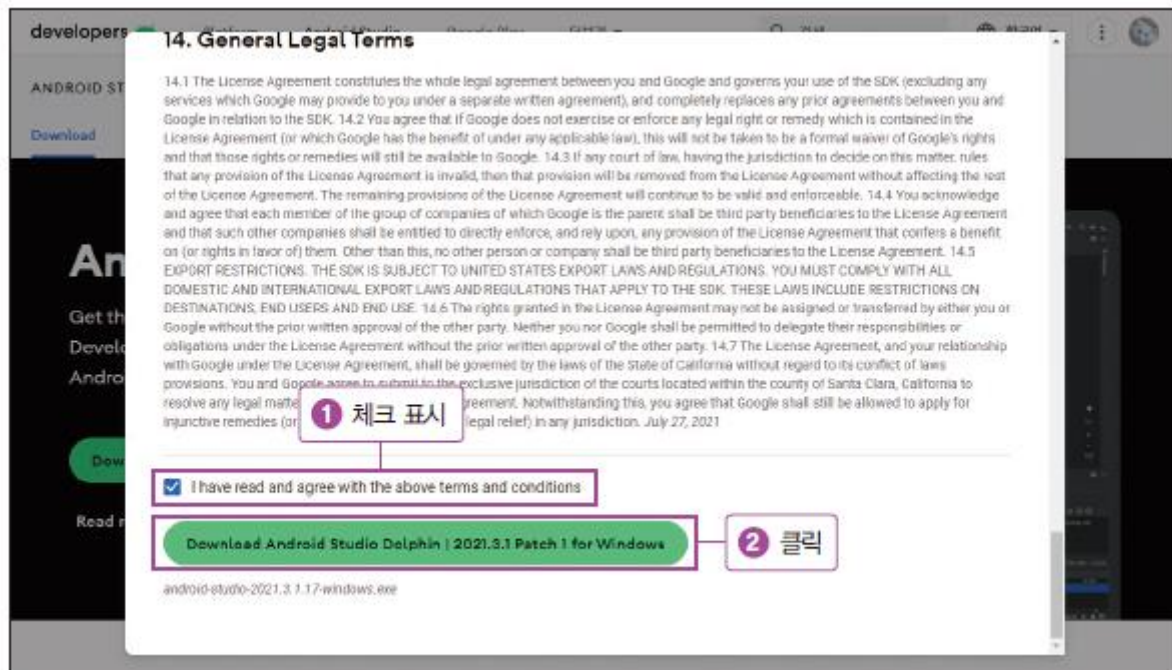 developers
14. General Legal Terms
ANDROID ST
14.1 The License Agreement constitutes the whole legal agreement between you and Google and governs your use of the SDK (excluding any
services which Google may provide to you under a separate written agreement), and completely replaces any prior agreements between you and
Google in relation to the SDK. 14.2 You agree that if Google does not exercise or enforce any legal right or remedy which is contained in the
License Agreement (or which Google has the benefit of under any applicable law), this will not be taken to be a formal waiver of Google's rights
and that those rights or remedies will still be available to Google. 14.3 If any court of law, having the jurisdiction to decide on this matter, rules
that any provision of the License Agreement is invalid, then that provision will be removed from the License Agreement without affecting the rest
of the License Agreement. The remaining provisions of the License Agreement will continue to be valid and enforceable. 14.4 You acknowledge
and agree that each member of the group of companies of which Google is the parent shall be third party beneficiaries to the License Agreement
and that such other companies shall be entitled to directly enforce, and rely upon, any provision of the License Agreement that confers a benefit
on (or rights in favor of) them. Other than this, no other person or company shall be third party beneficiaries to the License Agreement. 14.5
EXPORT RESTRICTIONS. THE SDK IS SUBJECT TO UNITED STATES EXPORT LAWS AND REGULATIONS. YOU MUST COMPLY WITH ALL
DOMESTIC AND INTERNATIONAL EXPORT LAWS AND REGULATIONS THAT APPLY TO THE SDK. THESE LAWS INCLUDE RESTRICTIONS ON
DESTINATIONS, END USERS AND END USE. 14.6 The rights granted in the License Agreement may not be assigned or transferred by either you or
Google without the prior written approval of the other party. Neither you nor Google shall be permitted to delegate their responsibilities or
obligations under the License Agreement without the prior written approval of the other party. 14.7 The License Agreement, and your relationship
with Google under the License Agreement, shall be governed by the laws of the State of California without regard to its conflict of laws
provisions. You and Google agree to submit to the exclusive jurisdiction of the courts located within the county of Santa Clara, California to
resolve any legal matte greement. Notwithstanding this, you agree that Google shall still be allowed to apply for
injunctive remedies (or legal relief) in any jurisdiction. July 27, 2021
Download
An
Get th
Develo
Andro
Dow
Read
1 체크 표시
I have read and agree with the above terms and conditions
Download Android Studio Dolphin | 2021.3.1 Patch 1 for Windows
2 클릭
android-studio-2021.3.1.17-windows.exe